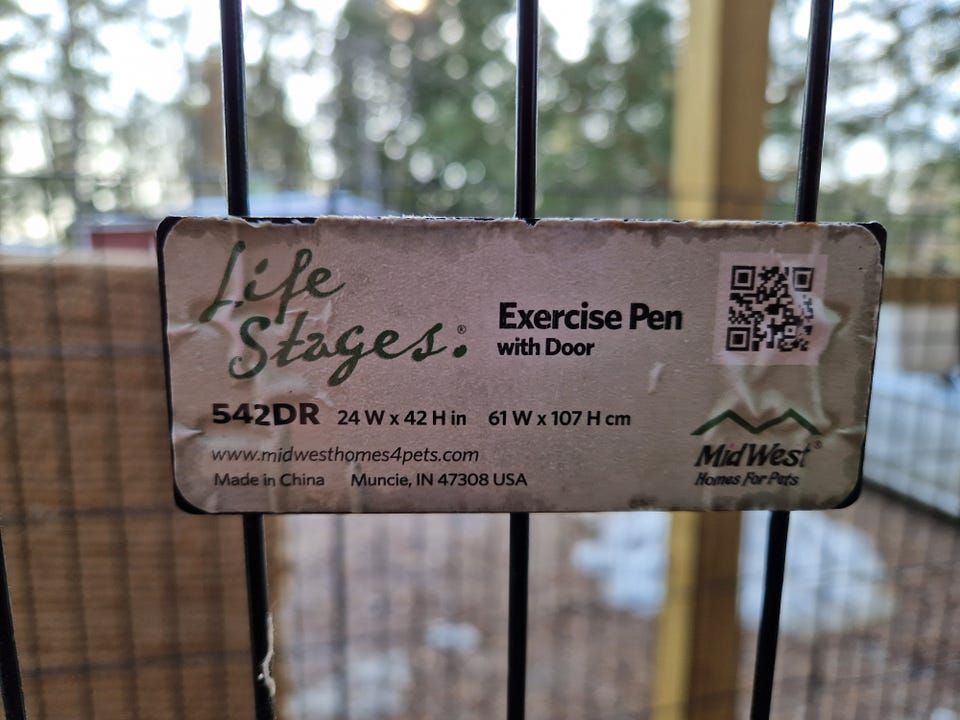 Life
Stages®
Exercise Pen
with Door
542DR 24 W x 42 H in 61 W x 107 H cm
www.midwesthomes4pets.com
Made in China Muncie, IN 47308 USA
MidWest®
Homes For Pets